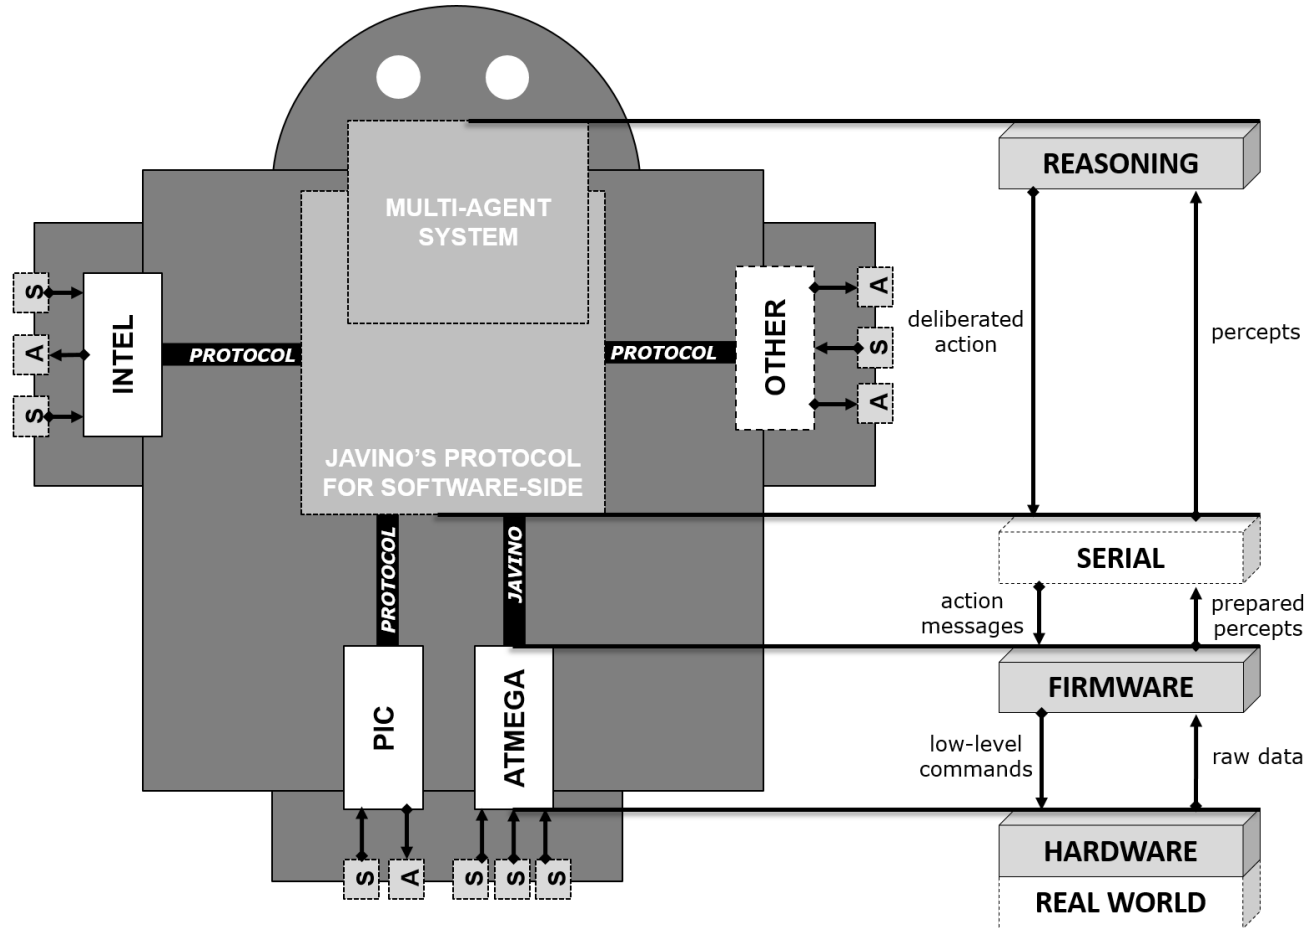 REASONING
MULTI-AGENT
SYSTEM
S
A
S
INTEL
PROTOCOL
PROTOCOL
OTHER
A
S
A
deliberated
action
percepts
JAVINO'S PROTOCOL
FOR SOFTWARE-SIDE
PROTOCOL
JAVINO
SERIAL
action
messages
prepared
percepts
PIC
ATMEGA
FIRMWARE
low-level
commands
raw data
S
A
S
S
S
HARDWARE
REAL WORLD